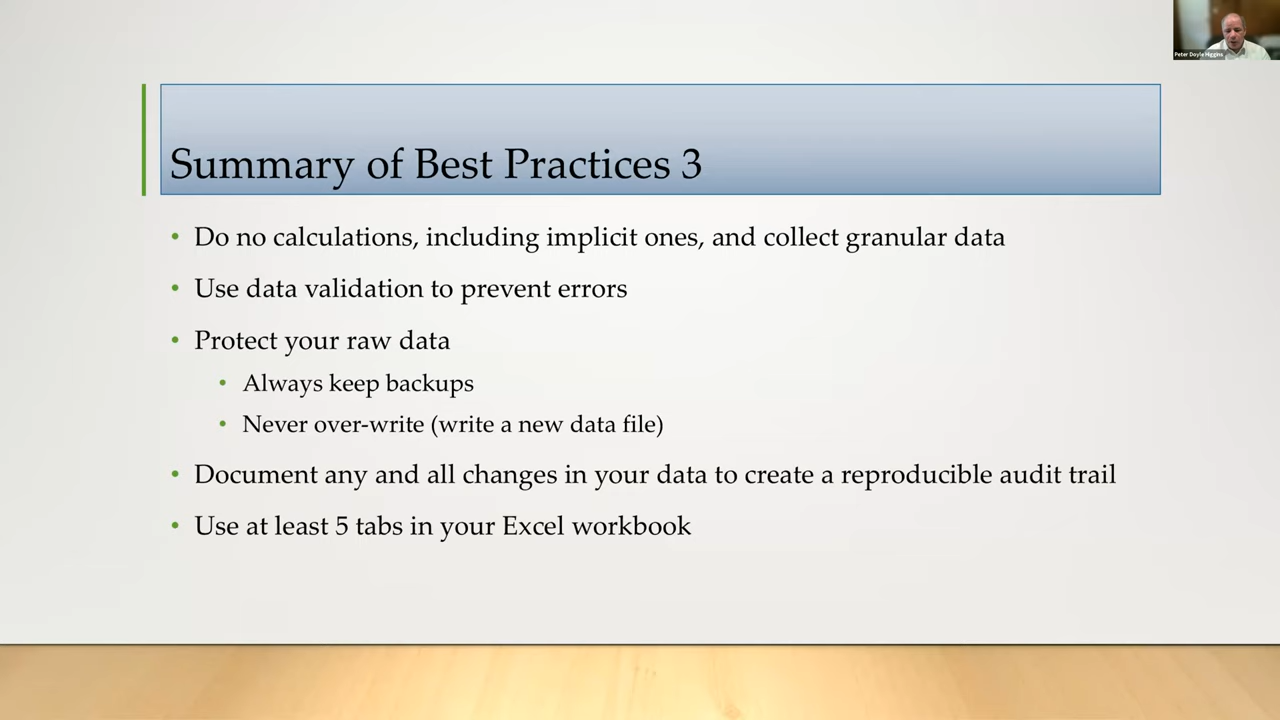 Peter Doyle Higgins
Summary of Best Practices 3
• Do no calculations, including implicit ones, and collect granular data
• Use data validation to prevent errors
• Protect your raw data
• Always keep backups
• Never over-write (write a new data file)
• Document any and all changes in your data to create a reproducible audit trail
• Use at least 5 tabs in your Excel workbook